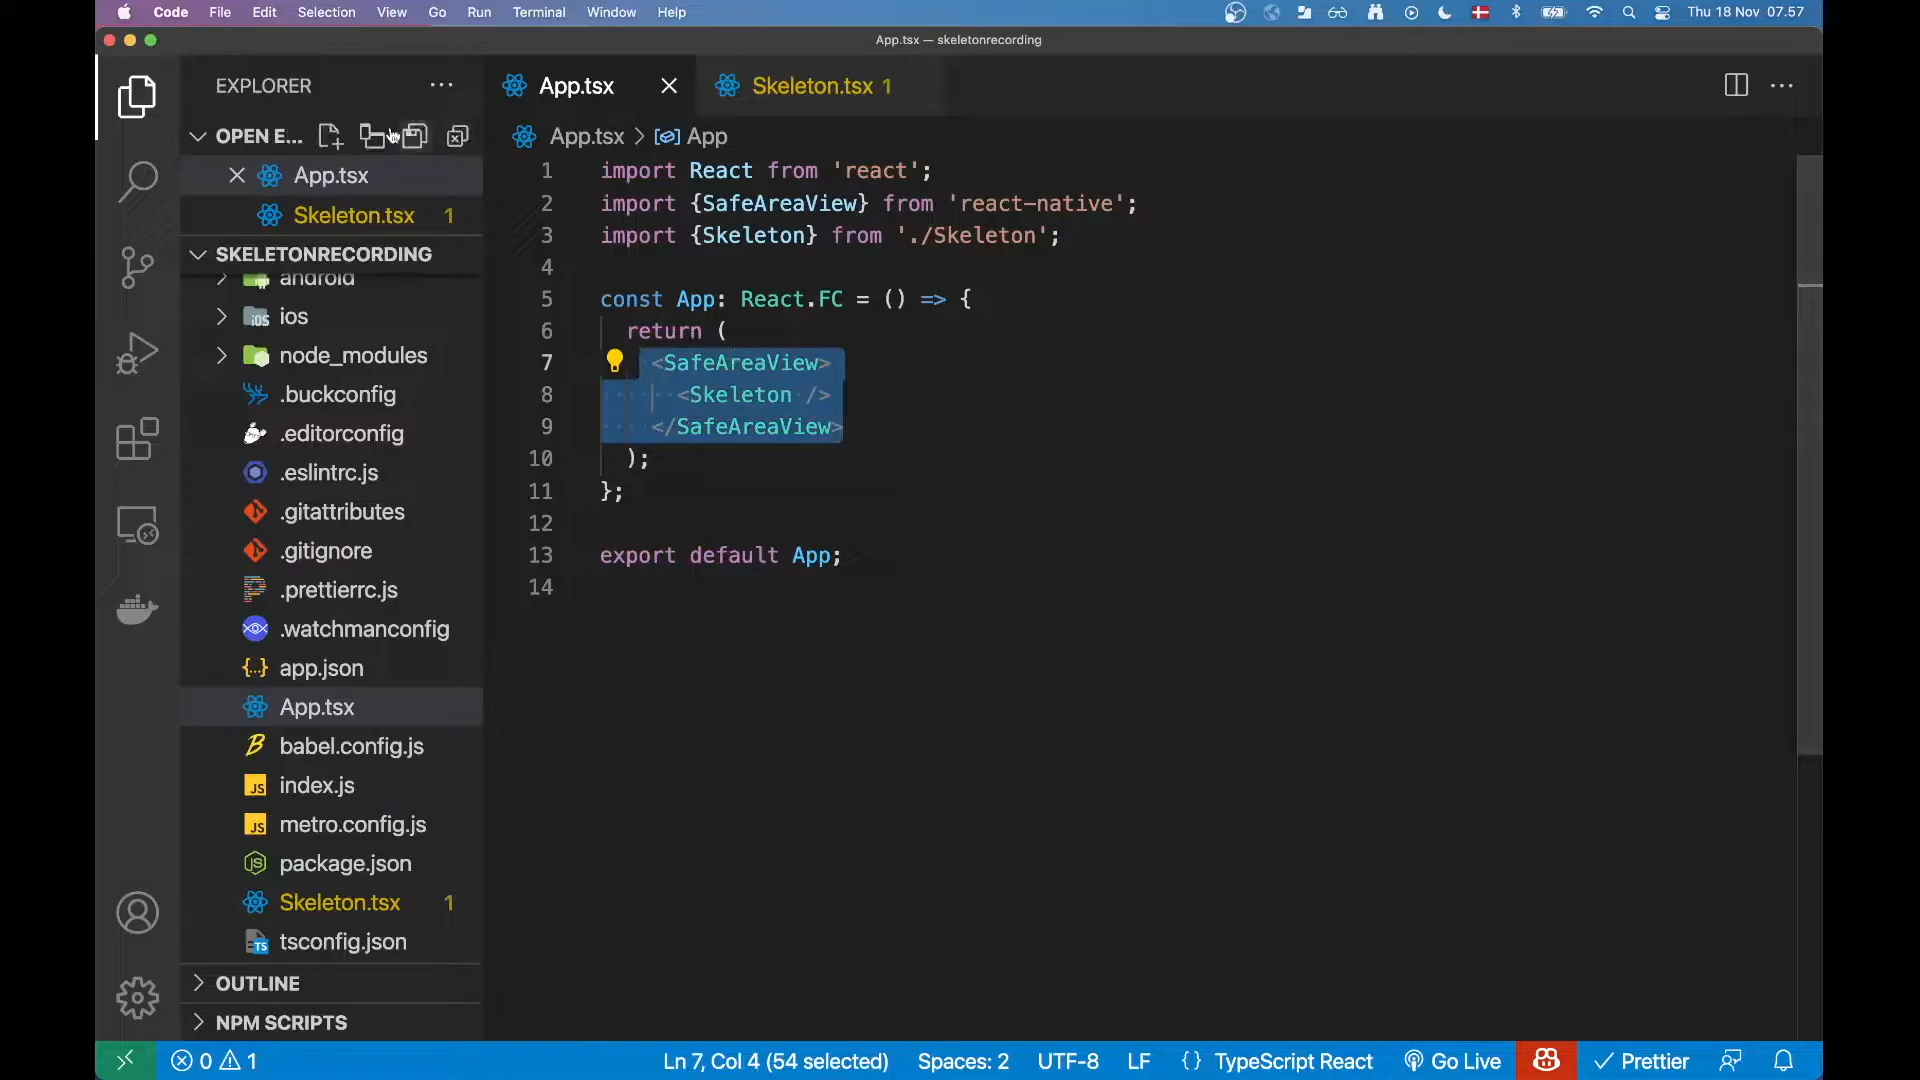 Code File Edit Selection View Go Run Terminal Window Help Thu 18 Nov 07.57
App.tsx — skeletonrecording
EXPLORER
App.tsx
Skeleton.tsx 1
OPEN E...
App.tsx > App
App.tsx
Skeleton.tsx 1
SKELETONRECORDING
android
ios
node_modules
.buckconfig
.editorconfig
.eslintrc.js
.gitattributes
.gitignore
.prettierrc.js
.watchmanconfig
app.json
App.tsx
babel.config.js
index.js
metro.config.js
package.json
Skeleton.tsx 1
tsconfig.json
OUTLINE
NPM SCRIPTS
1 import React from 'react';
2 import {SafeAreaView} from 'react-native';
3 import {Skeleton} from './Skeleton';
4
5 const App: React.FC = () => {
6 return (
7 <SafeAreaView>
8 <Skeleton />
9 </SafeAreaView>
10 );
11 };
12
13 export default App;
14
0 1 Ln 7, Col 4 (54 selected) Spaces: 2 UTF-8 LF {} TypeScript React Go Live Prettier